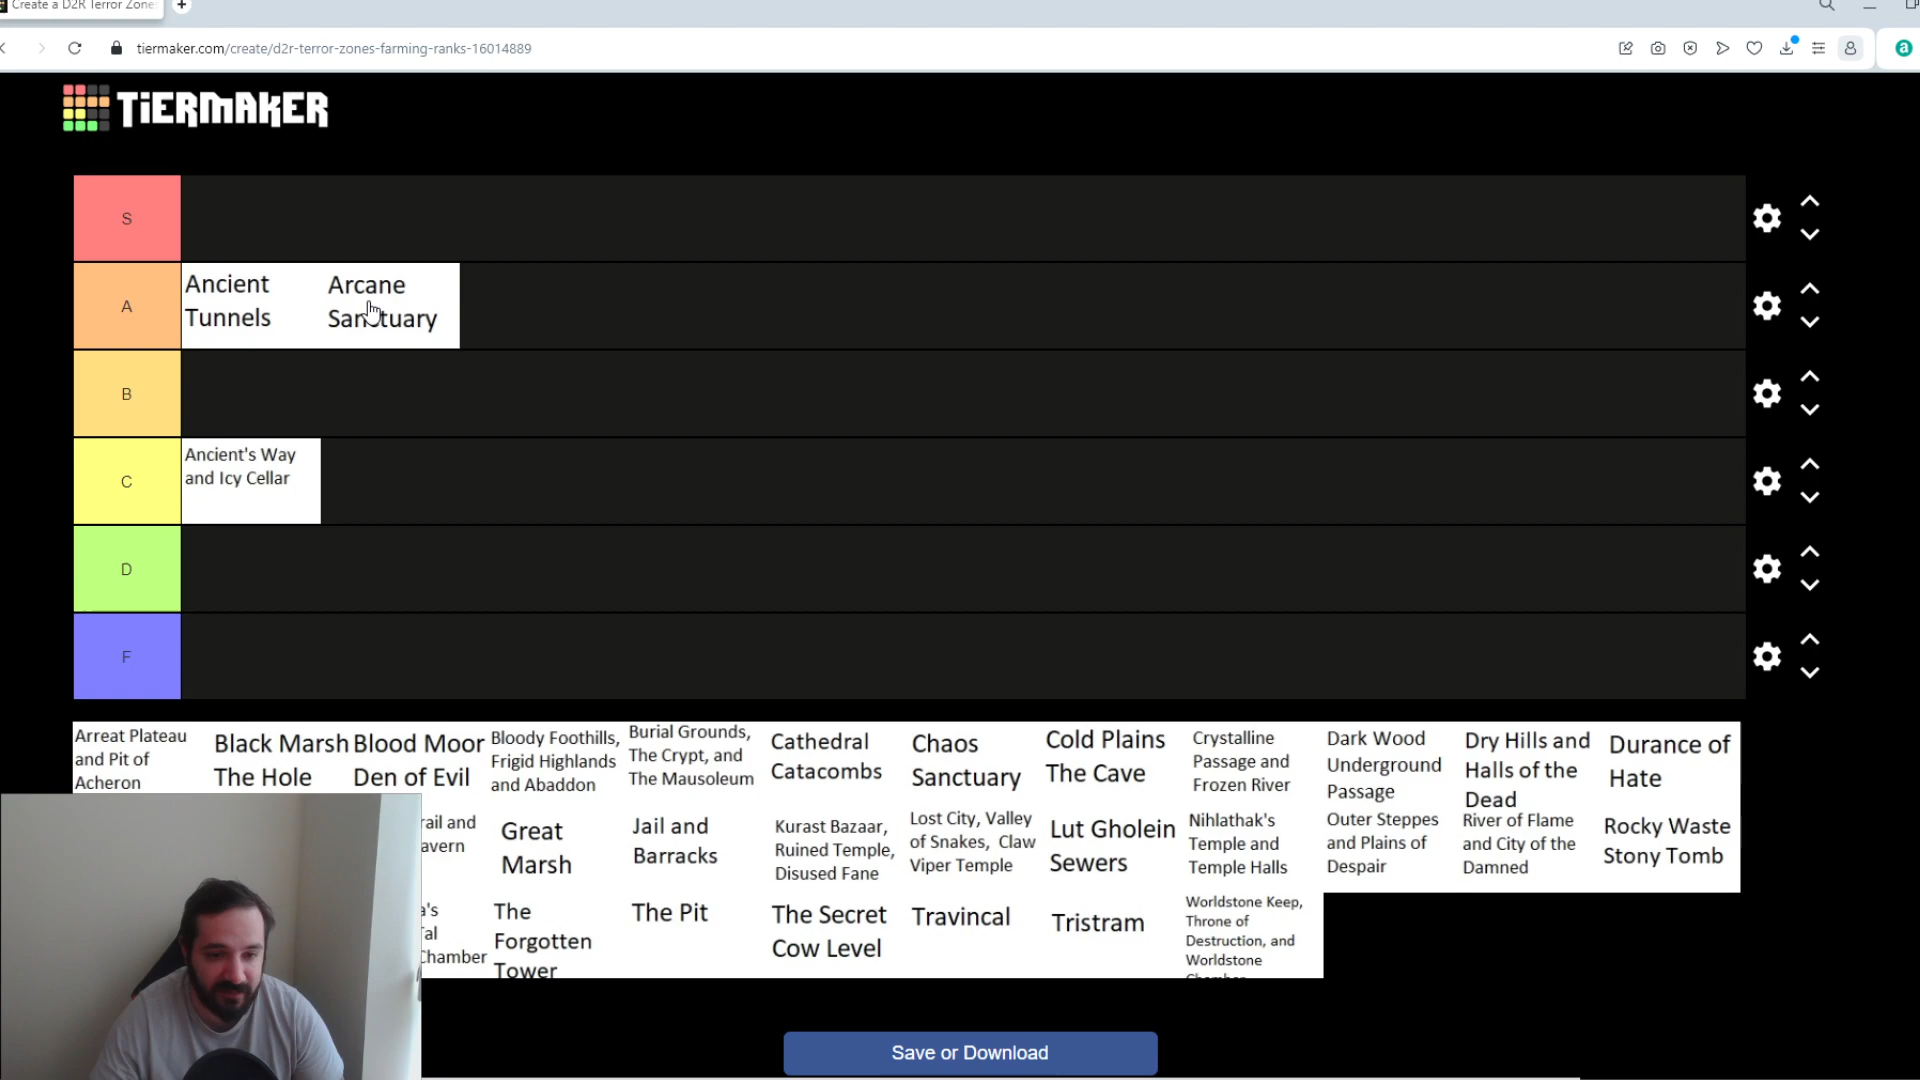 Create a D2R Terror Zone
tiermaker.com/create/d2r-terror-zones-farming-ranks-16014889
a
TiERMAKER
S
A
Ancient
Tunnels
Arcane
Sanctuary
B
C
Ancient's Way
and Icy Cellar
D
F
Arreat Plateau
and Pit of
Acheron
Black Marsh
The Hole
Blood Moor
Den of Evil
Bloody Foothills,
Frigid Highlands
and Abaddon
Burial Grounds,
The Crypt, and
The Mausoleum
Cathedral
Catacombs
Chaos
Sanctuary
Cold Plains
The Cave
Crystalline
Passage and
Frozen River
Dark Wood
Underground
Passage
Dry Hills and
Halls of the
Dead
Durance of
Hate
rail and
avern
Great
Marsh
Jail and
Barracks
Kurast Bazaar,
Ruined Temple,
Disused Fane
Lost City, Valley
of Snakes, Claw
Viper Temple
Lut Gholein
Sewers
Nihlathak's
Temple and
Temple Halls
Outer Steppes
and Plains of
Despair
River of Flame
and City of the
Damned
Rocky Waste
Stony Tomb
a's
Tal
Chamber
The
Forgotten
Tower
The Pit
The Secret
Cow Level
Travincal
Tristram
Worldstone Keep,
Throne of
Destruction, and
Worldstone
Save or Download